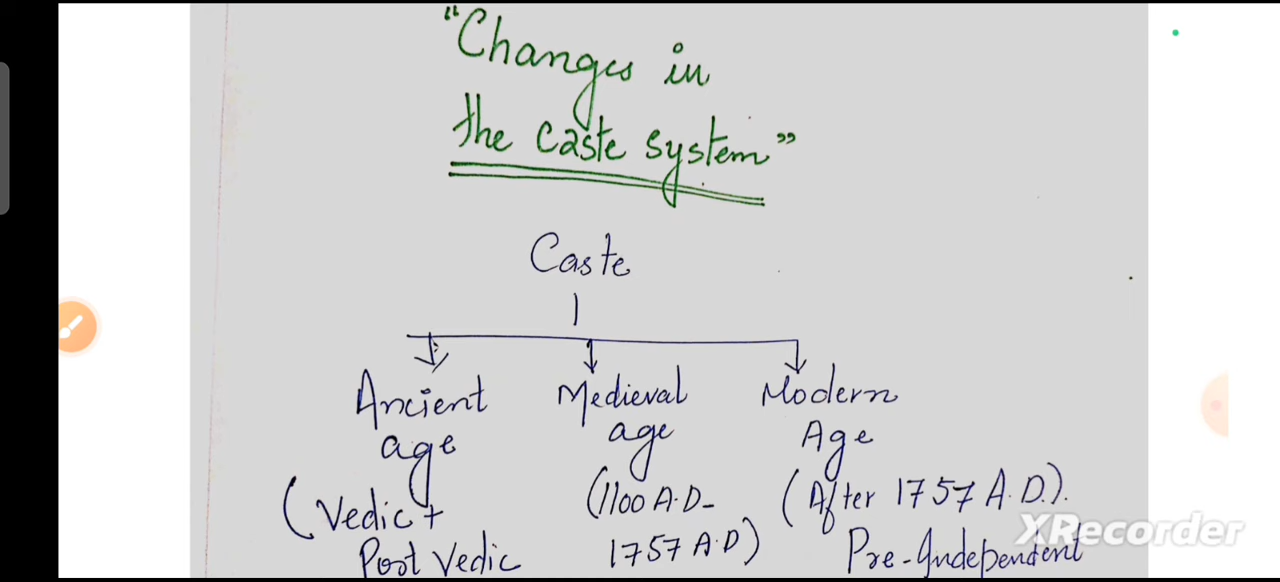 "Changes in
the caste system"
Caste
Ancient age
Medieval age
Modern Age
(Vedic +
Post Vedic
(1100 A.D-
1757 A.D)
(After 1757 A.D.).
Pre-Independent
XRecorder